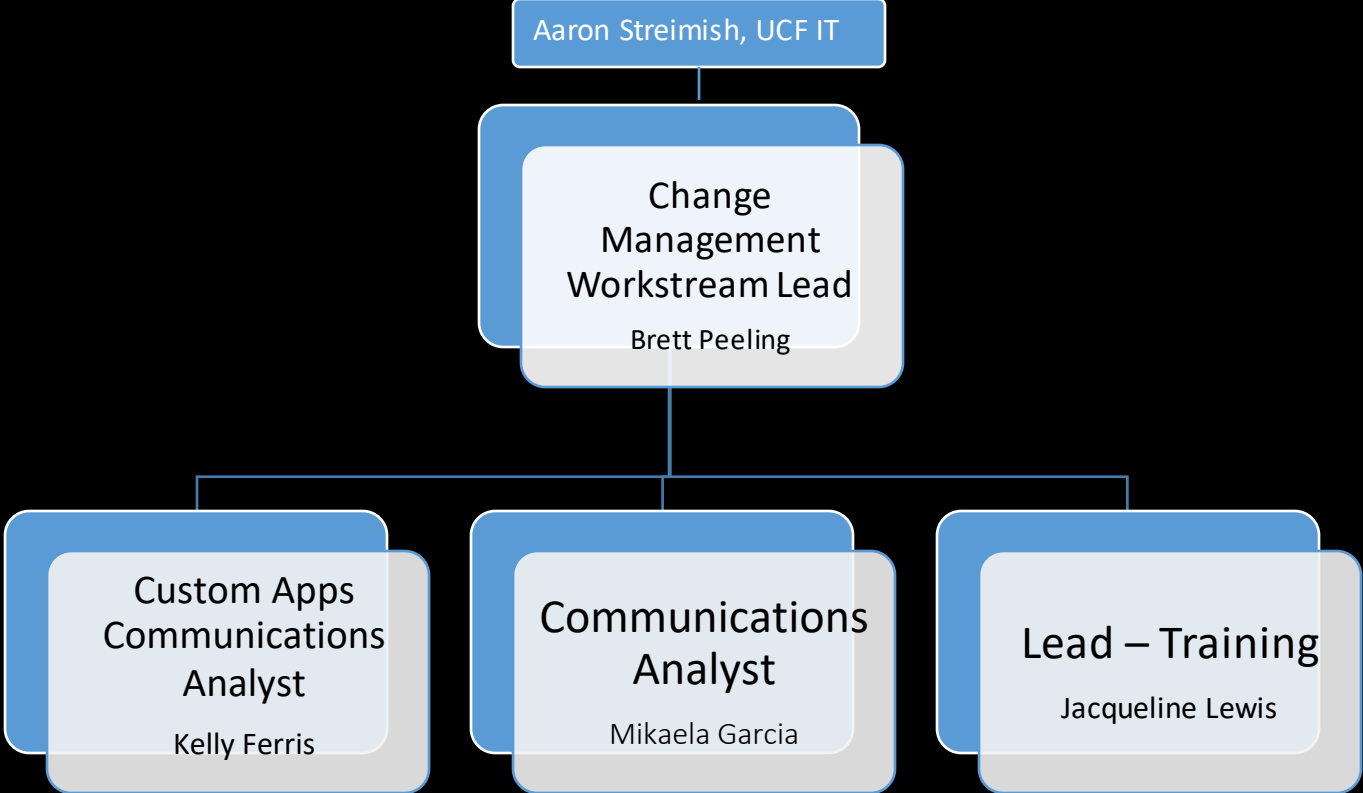 Aaron Streimish, UCF IT
Change
Management
Workstream Lead
Brett Peeling
Custom Apps
Communications
Analyst
Kelly Ferris
Communications
Analyst
Mikaela Garcia
Lead – Training
Jacqueline Lewis